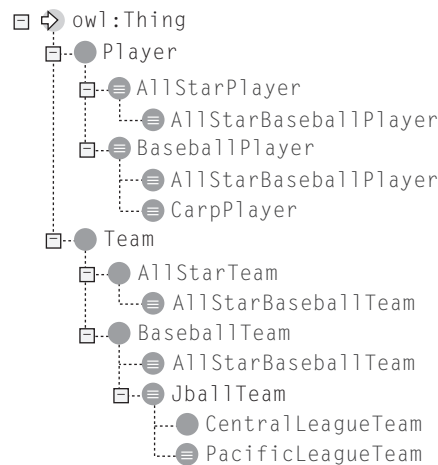 owl:Thing
Player
AllStarPlayer
AllStarBaseballPlayer
BaseballPlayer
AllStarBaseballPlayer
CarpPlayer
Team
AllStarTeam
AllStarBaseballTeam
BaseballTeam
AllStarBaseballTeam
JballTeam
CentralLeagueTeam
PacificLeagueTeam